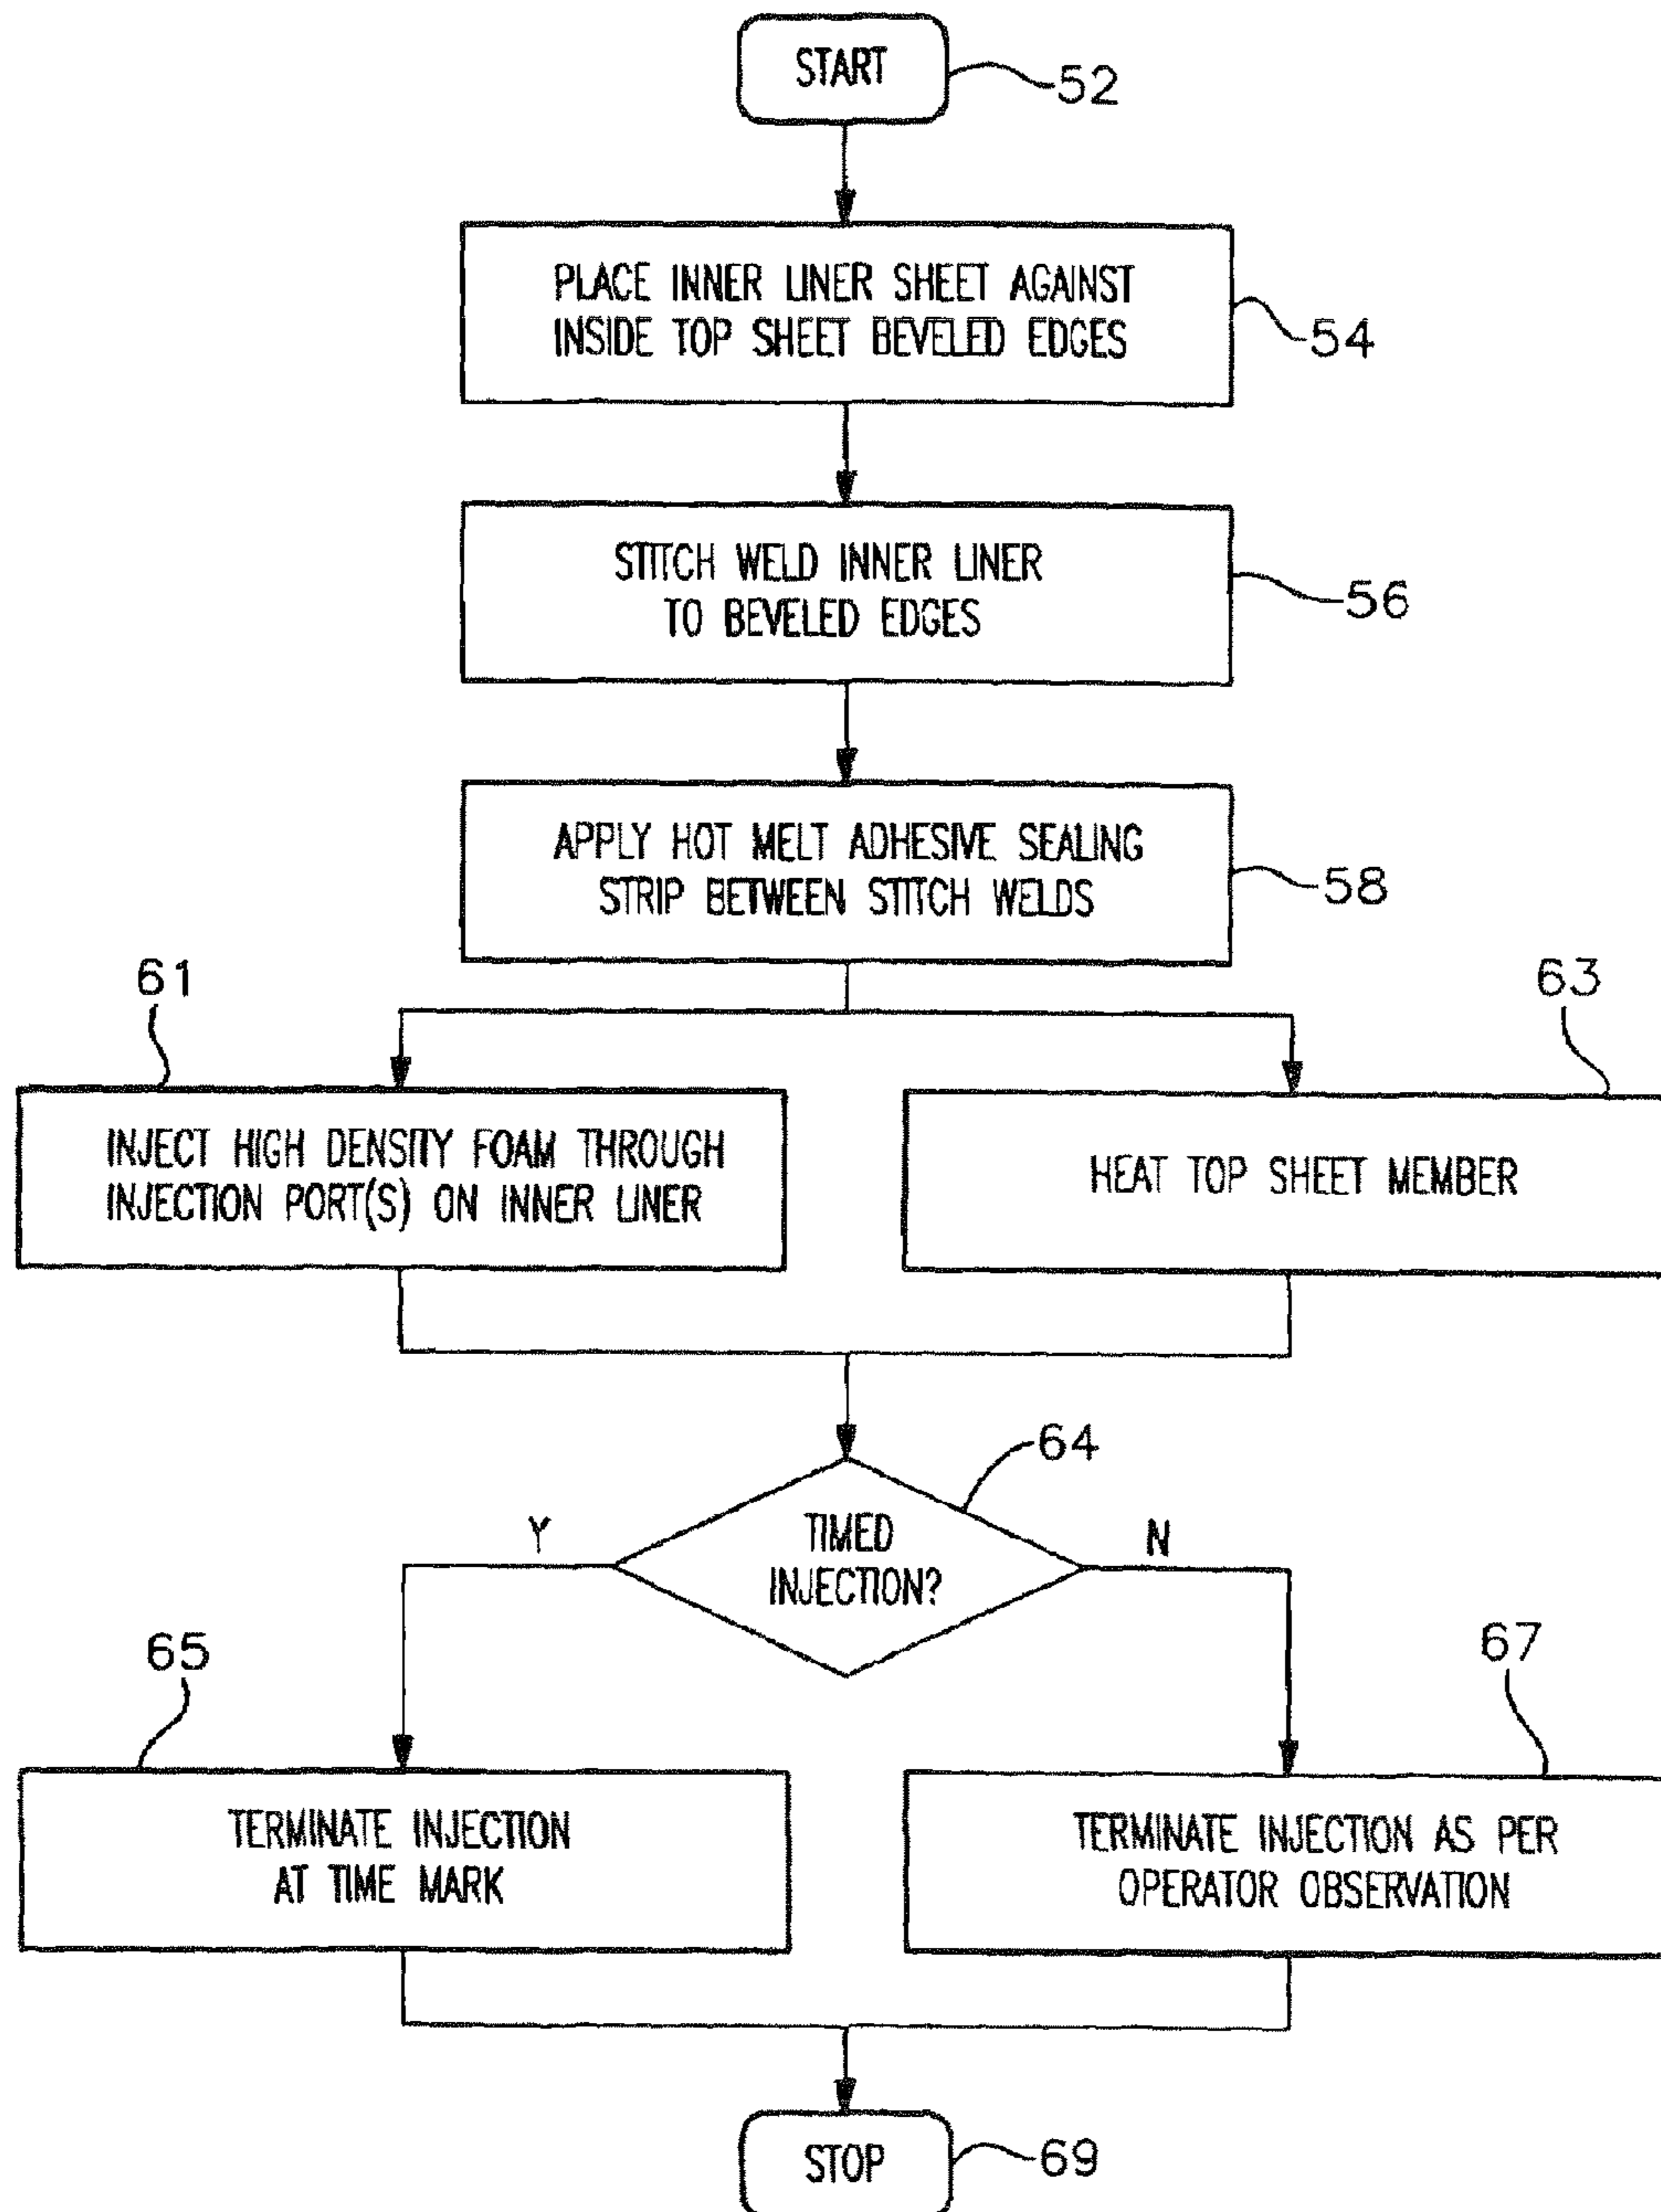 START
52
PLACE INNER LINER SHEET AGAINST
INSIDE TOP SHEET BEVELED EDGES
54
STITCH WELD INNER LINER
TO BEVELED EDGES
56
APPLY HOT MELT ADHESIVE SEALING
STRIP BETWEEN STITCH WELDS
58
61
INJECT HIGH DENSITY FOAM THROUGH
INJECTION PORT(S) ON INNER LINER
63
HEAT TOP SHEET MEMBER
64
TIMED
INJECTION?
Y
N
65
TERMINATE INJECTION
AT TIME MARK
67
TERMINATE INJECTION AS PER
OPERATOR OBSERVATION
STOP
69